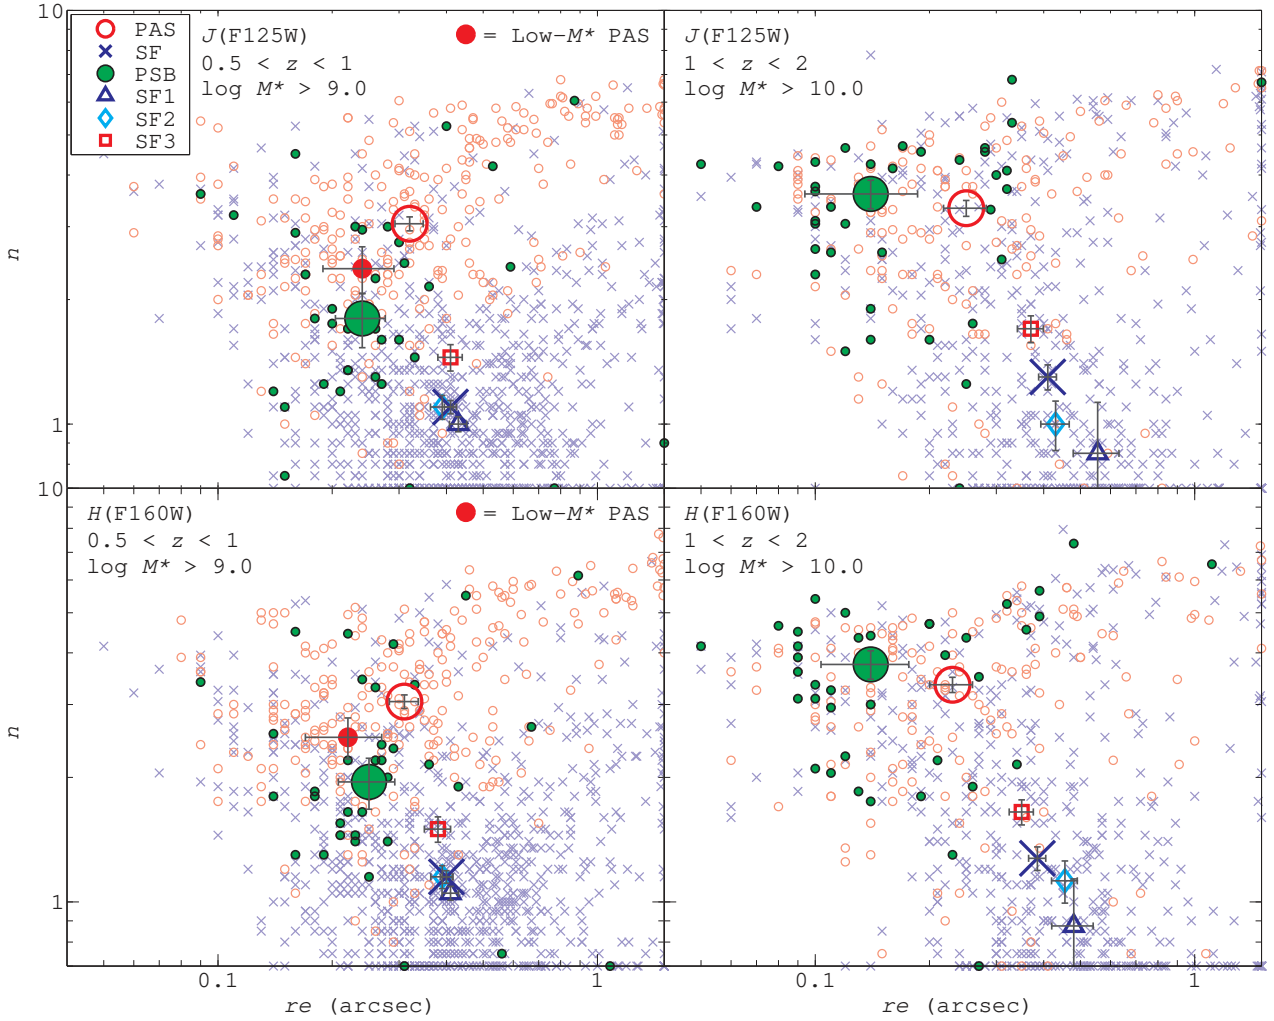 10
PAS
SF
PSB
SF1
SF2
SF3
J(F125W)
0.5 < z < 1
log M* > 9.0
= Low-M* PAS
J(F125W)
1 < z < 2
log M* > 10.0
n
1
10
H(F160W)
0.5 < z < 1
log M* > 9.0
= Low-M* PAS
H(F160W)
1 < z < 2
log M* > 10.0
n
1
0.1
1
0.1
1
re (arcsec)
re (arcsec)